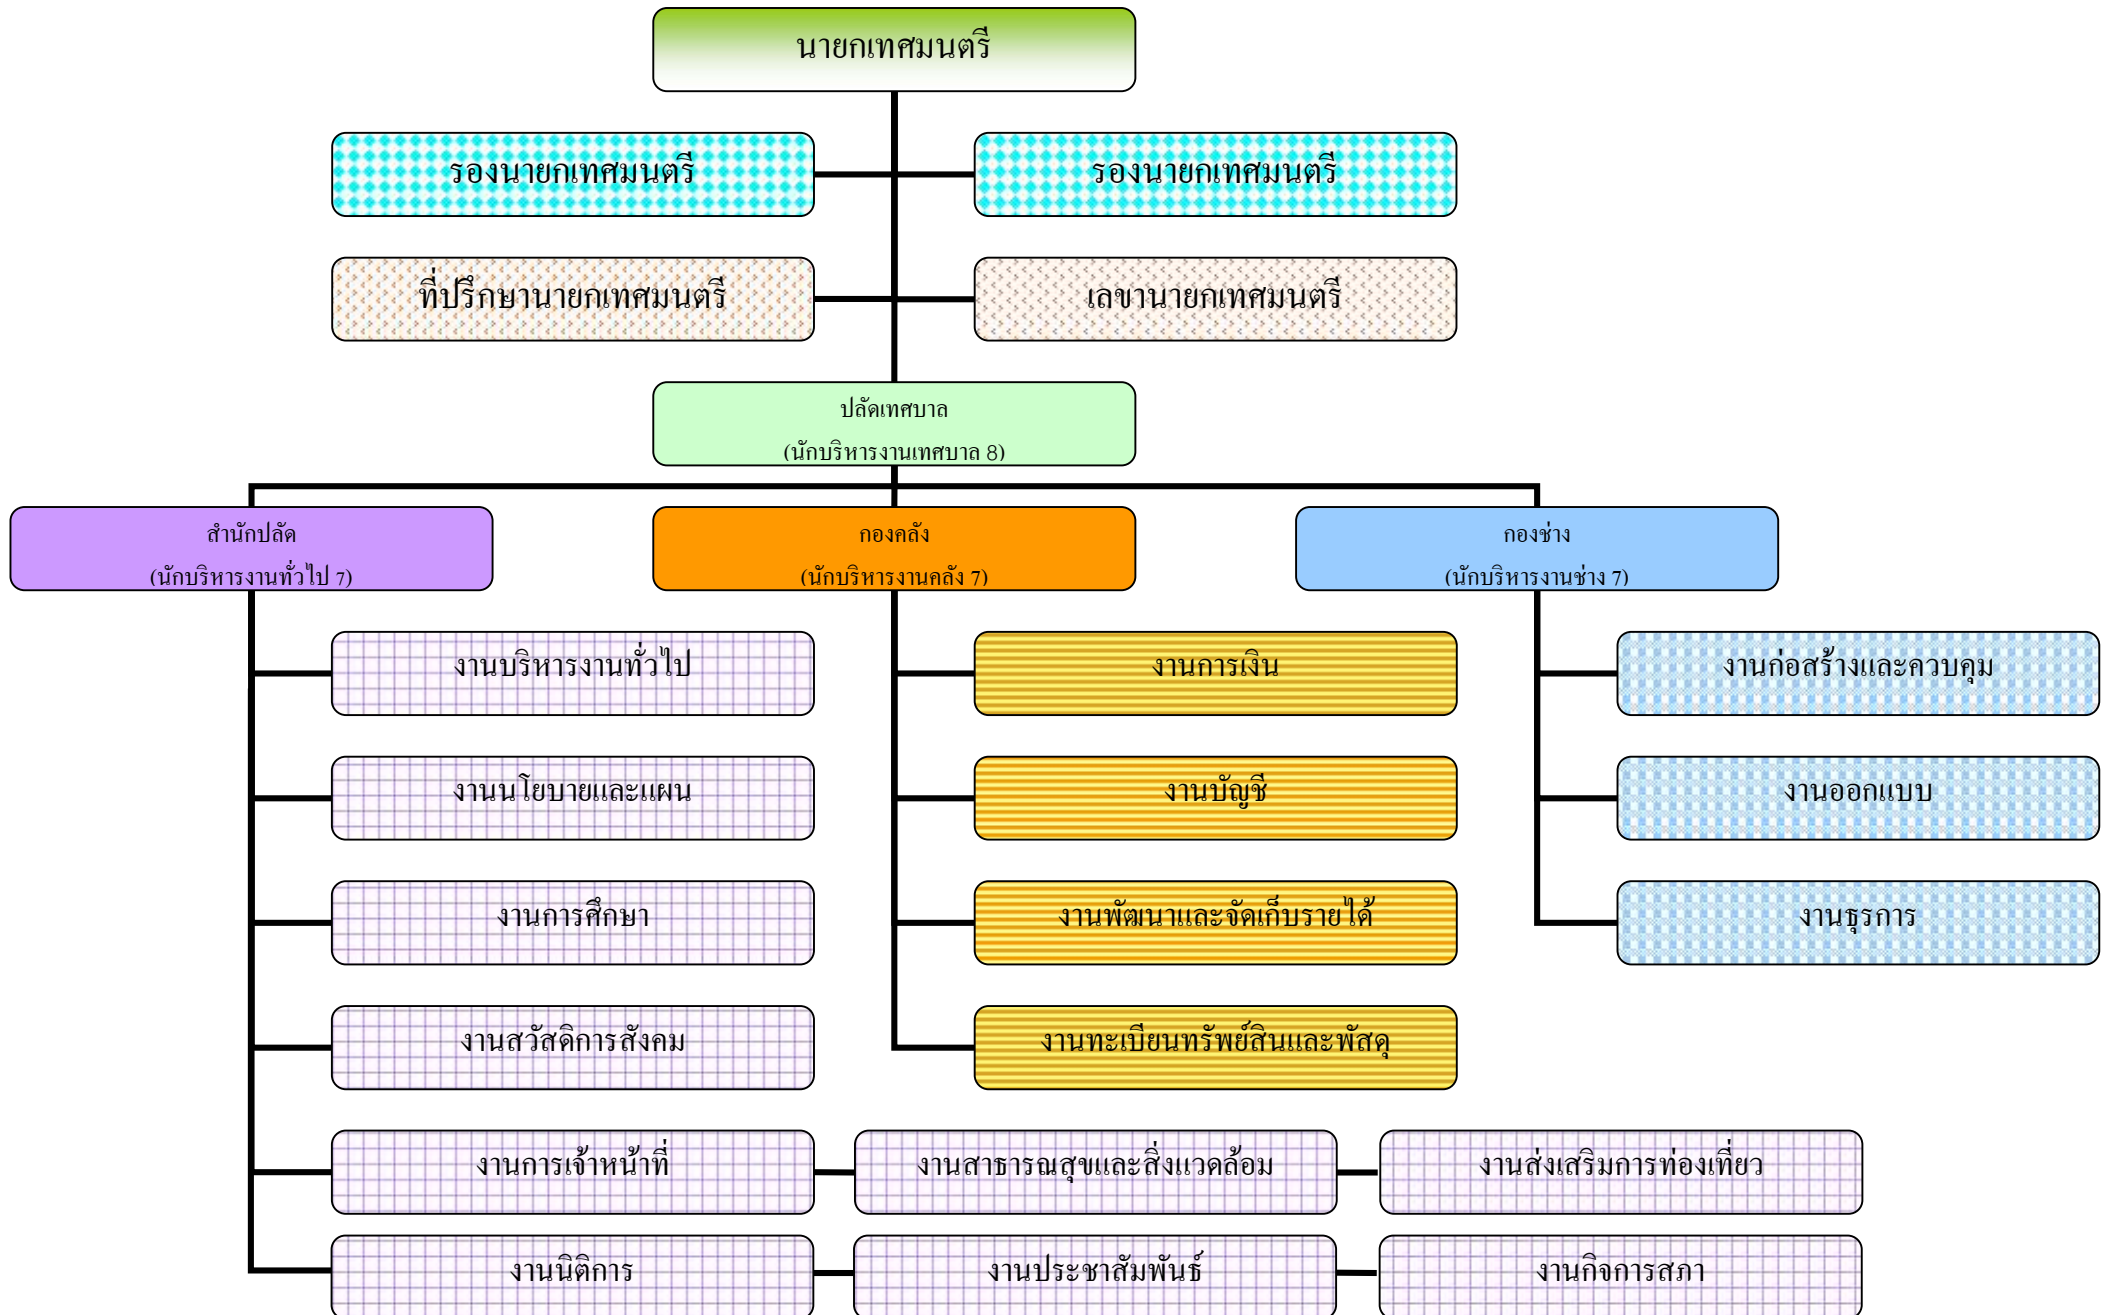 นายกเทศมนตรี
รองนายกเทศมนตรี
รองนายกเทศมนตรี
ที่ปรึกษานายกเทศมนตรี
เลขานายกเทศมนตรี
ปลัดเทศบาล
(นักบริหารงานเทศบาล 8)
สำนักปลัด
(นักบริหารงานทั่วไป 7)
กองคลัง
(นักบริหารงานคลัง 7)
กองช่าง
(นักบริหารงานช่าง 7)
งานบริหารงานทั่วไป
งานการเงิน
งานก่อสร้างและควบคุม
งานนโยบายและแผน
งานบัญชี
งานออกแบบ
งานการศึกษา
งานพัฒนาและจัดเก็บรายได้
งานธุรการ
งานสวัสดิการสังคม
งานทะเบียนทรัพย์สินและพัสดุ
งานการเจ้าหน้าที่
งานสาธารณสุขและสิ่งแวดล้อม
งานส่งเสริมการท่องเที่ยว
งานนิติการ
งานประชาสัมพันธ์
งานกิจการสภา